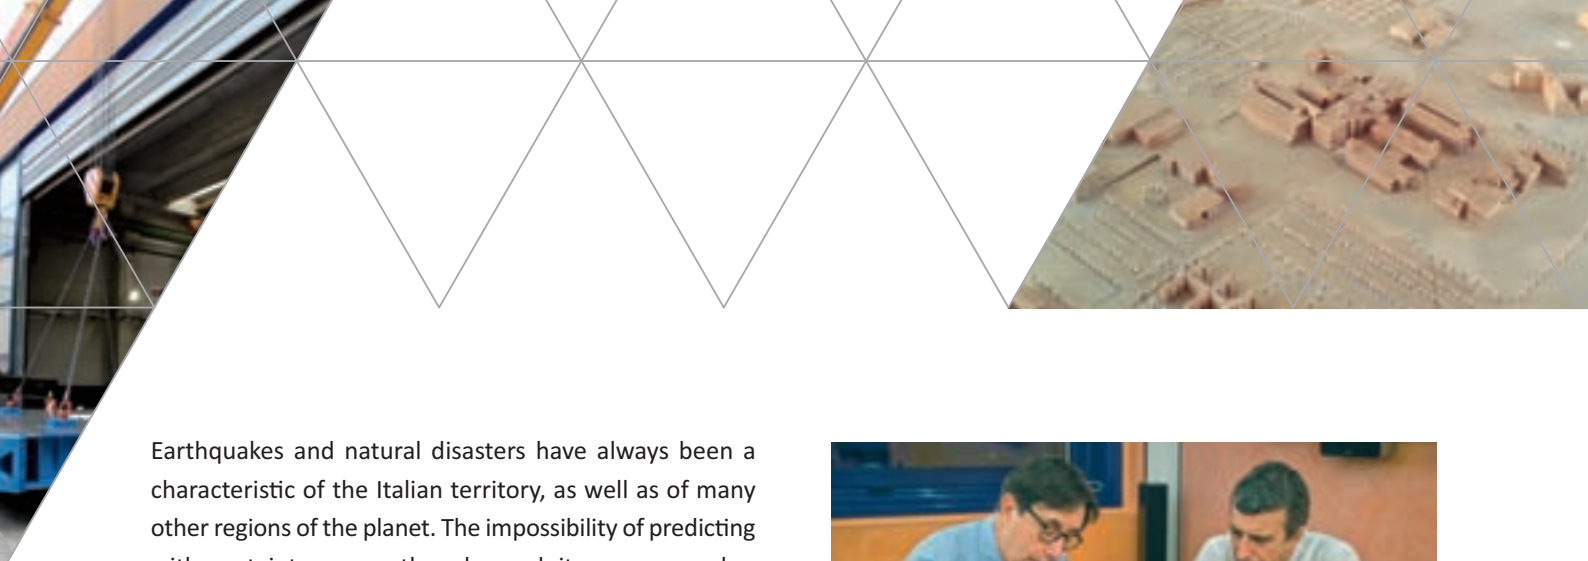 Earthquakes and natural disasters have always been a
characteristic of the Italian territory, as well as of many
other regions of the planet. The impossibility of predicting